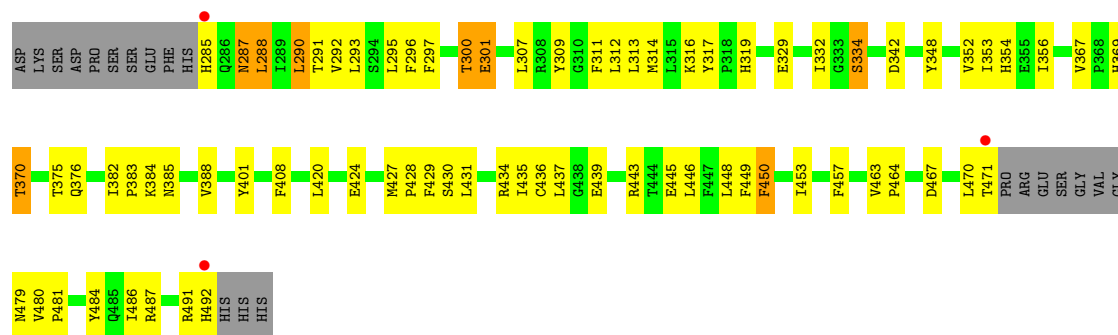 ASP LYS SER ASP PRO SER SER GLU PHE HIS H285 Q286 N287 L288 I289 L290 T291 V292 L293 S294 L295 F296 F297 T300 E301 L307 R308 Y309 G310 F311 L312 L313 M314 L315 K316 Y317 P318 H319 E329 I332 G333 S334 D342 Y348 V352 I353 H354 E355 I356 V367 P368 H369
T370 T375 Q376 I382 P383 K384 N385 V388 Y401 F408 L420 E424 M427 P428 F429 S430 L431 R434 I435 C436 L437 G438 E439 R443 T444 E445 L446 F447 L448 F449 F450 I453 F457 V463 P464 D467 L470 T471 PRO ARG GLU SER GLY VAL
N479 V480 P481 Y484 Q485 I486 R487 R491 H492 HIS HIS HIS